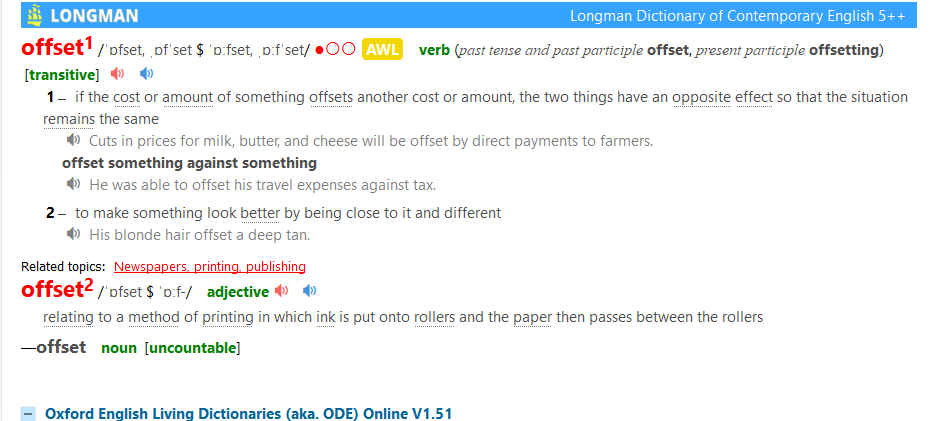 LONGMAN Longman Dictionary of Contemporary English 5++
offset1 /ˈɒfset, ˌɒfˈset $ ˈɒːfset, ˌɒːfˈset/ ●○○ AWL verb (past tense and past participle offset, present participle offsetting)
[transitive]
1 – if the cost or amount of something offsets another cost or amount, the two things have an opposite effect so that the situation
remains the same
Cuts in prices for milk, butter, and cheese will be offset by direct payments to farmers.
offset something against something
He was able to offset his travel expenses against tax.
2 – to make something look better by being close to it and different
His blonde hair offset a deep tan.
Related topics: Newspapers, printing, publishing
offset2 /ˈɒfset $ ˈɒːf-/ adjective
relating to a method of printing in which ink is put onto rollers and the paper then passes between the rollers
—offset noun [uncountable]
− Oxford English Living Dictionaries (aka. ODE) Online V1.51